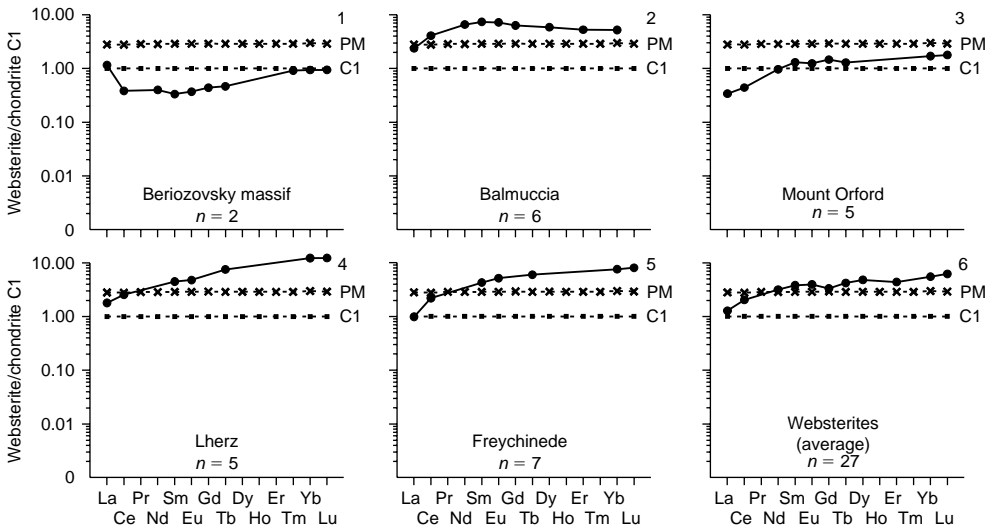 1
2
3
Websterite/chondrite C1
10.00
1.00
0.10
0.01
0
PM
C1
PM
C1
PM
C1
Beriozovsky massif
n = 2
Balmuccia
n = 6
Mount Orford
n = 5
4
5
6
Websterite/chondrite C1
10.00
1.00
0.10
0.01
0
PM
C1
PM
C1
PM
C1
Lherz
n = 5
Freychinede
n = 7
Websterites
(average)
n = 27
La Pr Sm Gd Dy Er Yb
Ce Nd Eu Tb Ho Tm Lu
La Pr Sm Gd Dy Er Yb
Ce Nd Eu Tb Ho Tm Lu
La Pr Sm Gd Dy Er Yb
Ce Nd Eu Tb Ho Tm Lu